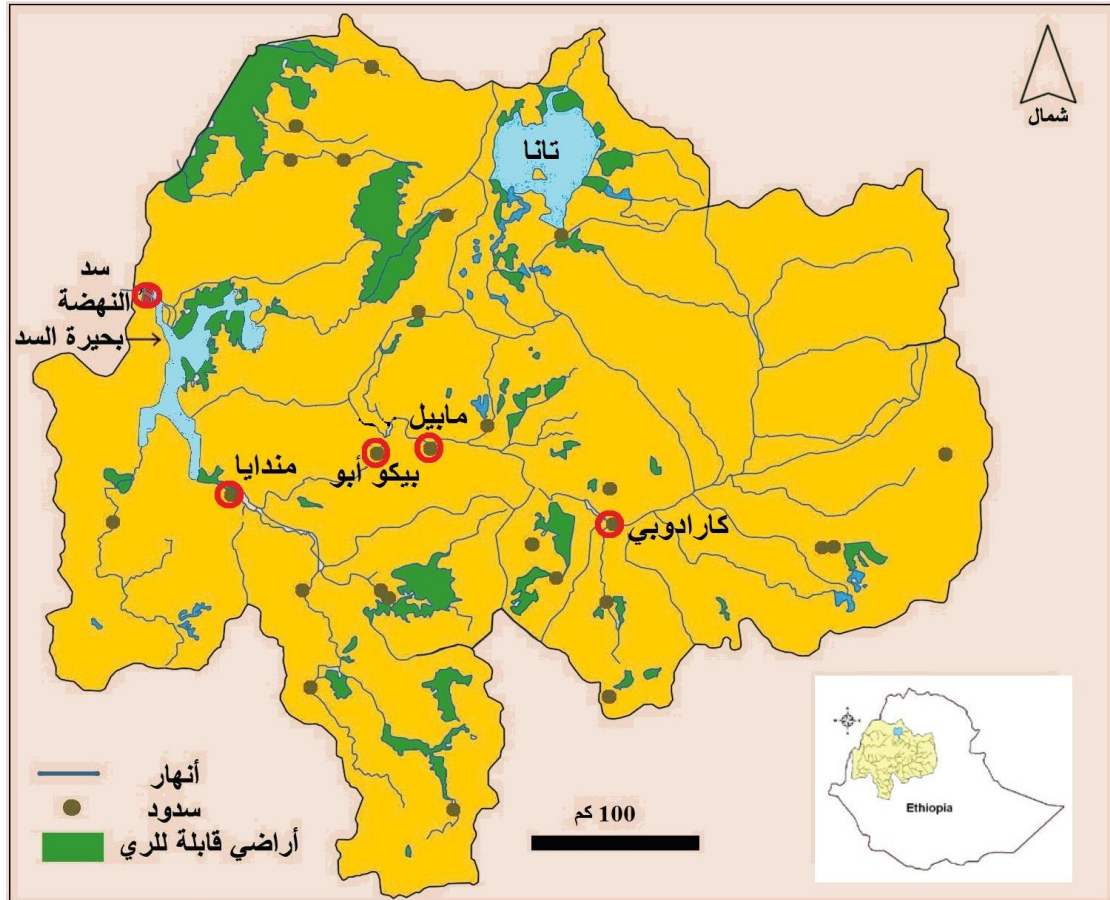 شمال
تانا
سد
النهضة
بحيرة السد
مابيل
بيكو أبو
مندايا
كارادوبي
أنهار
سدود
أراضي قابلة للري
100 كم
Ethiopia